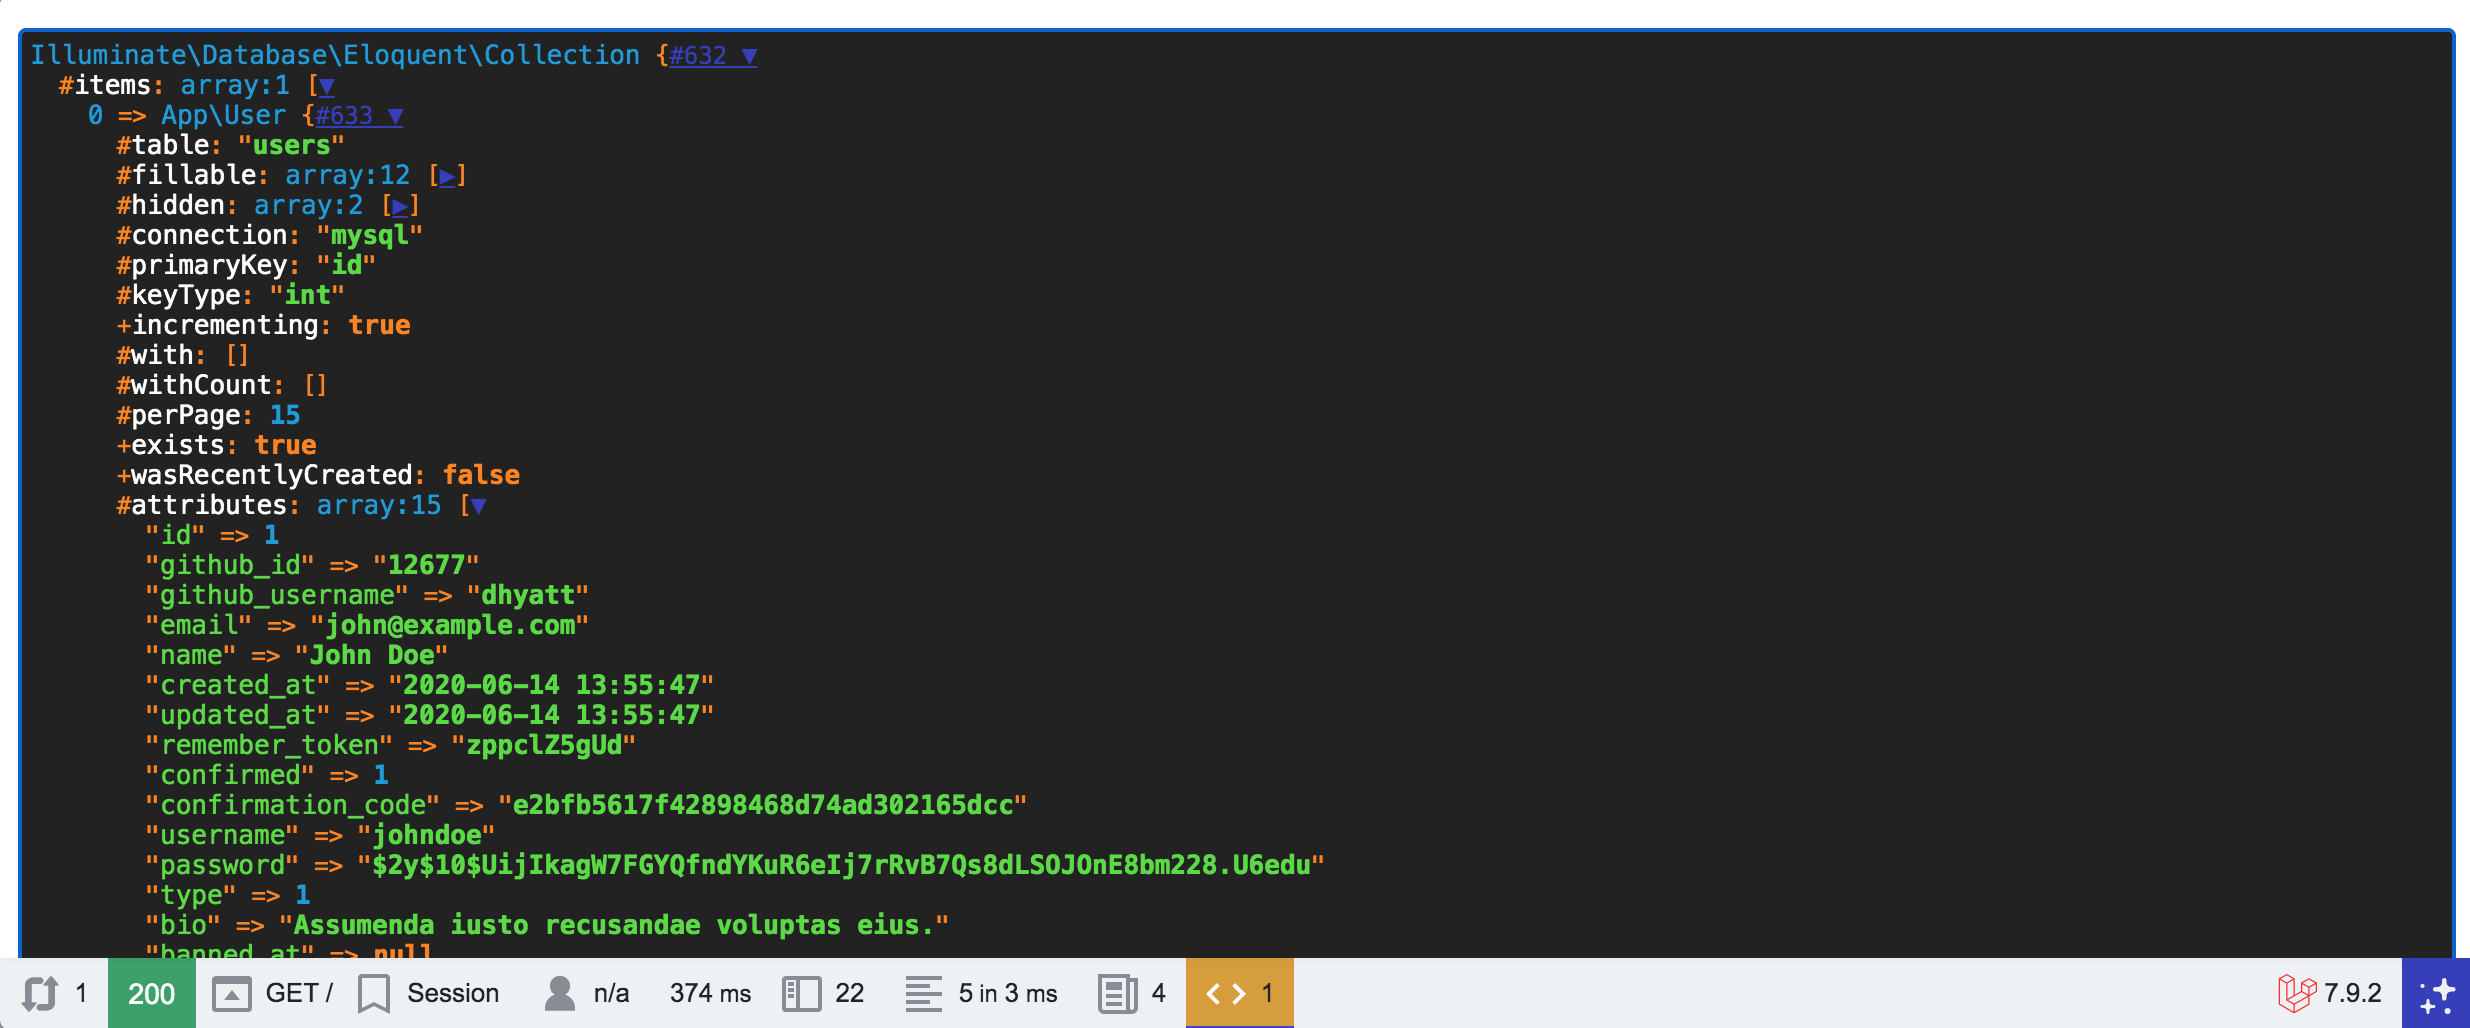 Illuminate\Database\Eloquent\Collection {#632 ▼
#items: array:1 [▼
0 => App\User {#633 ▼
#table: "users"
#fillable: array:12 [▶]
#hidden: array:2 [▶]
#connection: "mysql"
#primaryKey: "id"
#keyType: "int"
+incrementing: true
#with: []
#withCount: []
#perPage: 15
+exists: true
+wasRecentlyCreated: false
#attributes: array:15 [▼
"id" => 1
"github_id" => "12677"
"github_username" => "dhyatt"
"email" => "john@example.com"
"name" => "John Doe"
"created_at" => "2020-06-14 13:55:47"
"updated_at" => "2020-06-14 13:55:47"
"remember_token" => "zppclZ5gUd"
"confirmed" => 1
"confirmation_code" => "e2bfb5617f42898468d74ad302165dcc"
"username" => "johndoe"
"password" => "$2y$10$UijIkagW7FGYQfndYKuR6eIj7rRvB7Qs8dLSOJOnE8bm228.U6edu"
"type" => 1
"bio" => "Assumenda iusto recusandae voluptas eius."
"banned_at" => null
1 200 GET / Session n/a 374 ms 22 5 in 3 ms 4 1 7.9.2